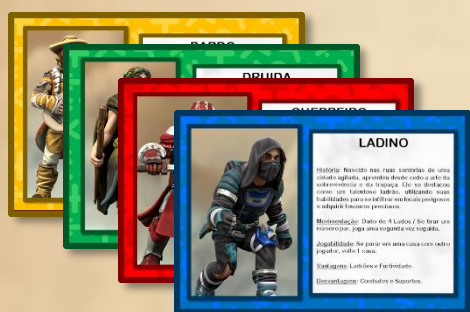 BARDO
DRUIDA
GUERREIRO
LADINO
História: Nascido nas ruas sombrias de uma
cidade agitada, aprendeu desde cedo a arte da
sobrevivência e da trapaça. Ele se destacou
como um talentoso ladrão, utilizando suas
habilidades para se infiltrar em locais perigosos
e adquirir tesouros preciosos.
Movimentação: Dado de 4 Lados / Se tirar um
número par, joga uma segunda vez seguida.
Jogabilidade: Se parar em uma casa com outro
jogador, volte 1 casa.
Vantagens: Ladrões e Furtividade.
Desvantagens: Combates e Suportes.